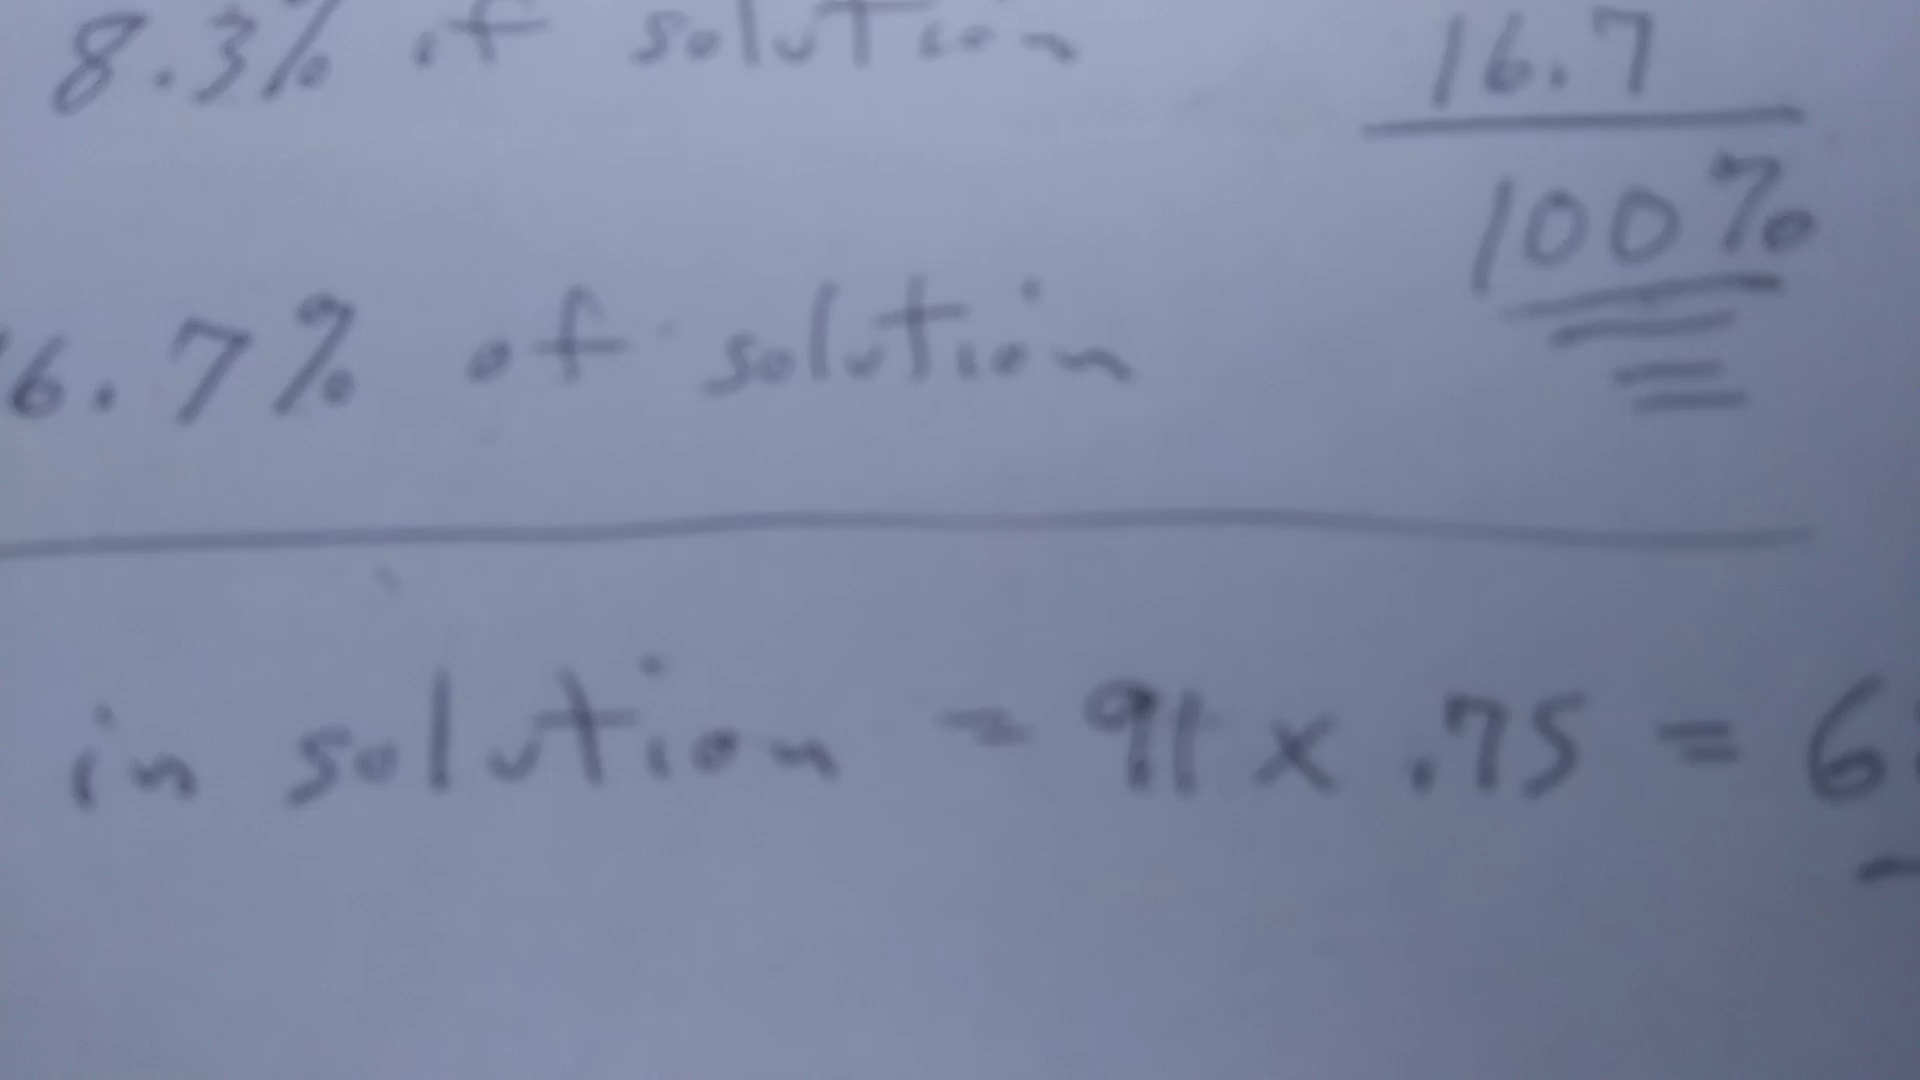 8.3% of solution
16.7
100%
6.7% of solution
in solution = 91 x .75 = 6